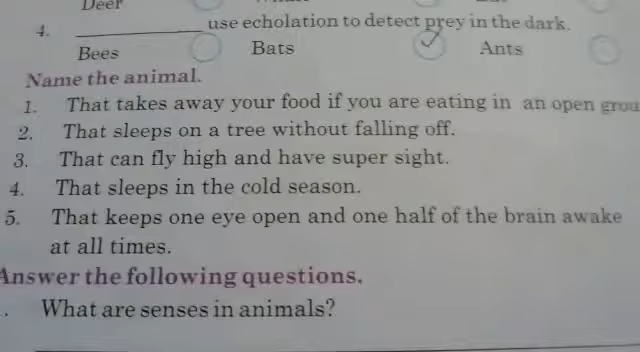 Deer
4. ____________ use echolation to detect prey in the dark.
Bees Bats Ants
Name the animal.
1. That takes away your food if you are eating in an open grou
2. That sleeps on a tree without falling off.
3. That can fly high and have super sight.
4. That sleeps in the cold season.
5. That keeps one eye open and one half of the brain awake
at all times.
Answer the following questions.
. What are senses in animals?